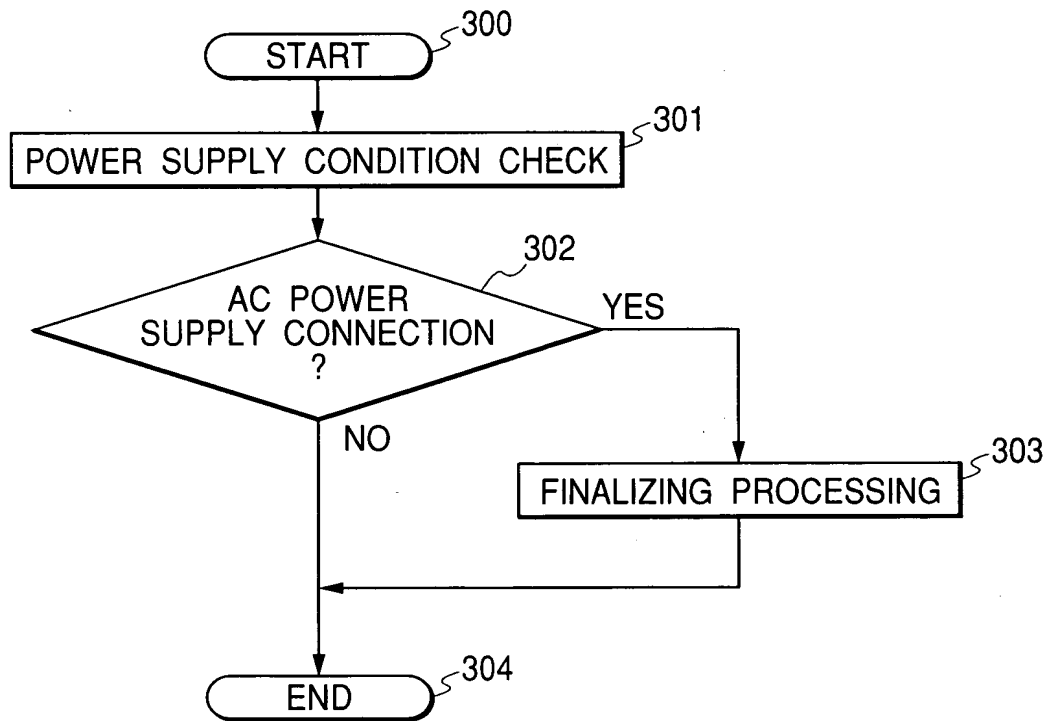 300
START
301
POWER SUPPLY CONDITION CHECK
302
AC POWER
SUPPLY CONNECTION
?
YES
NO
303
FINALIZING PROCESSING
304
END